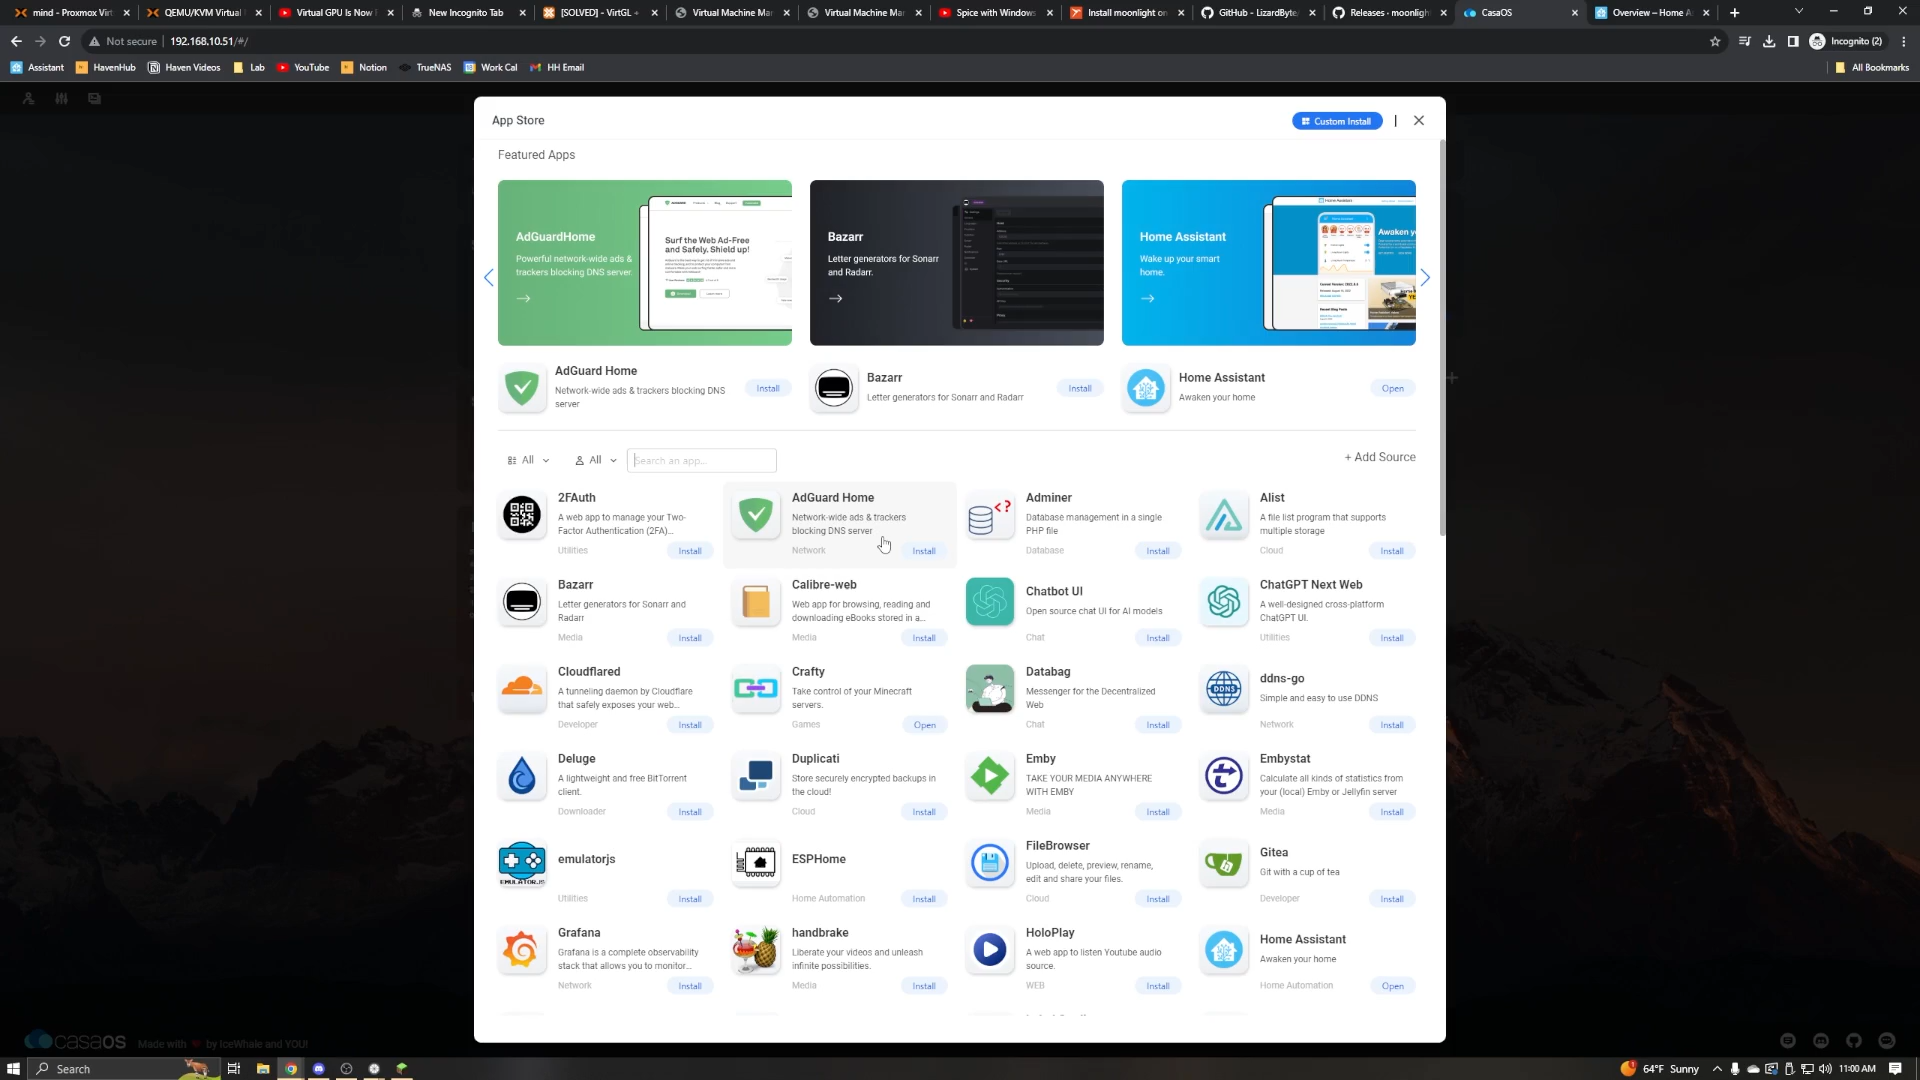 mind - Proxmox Virt
QEMU/KVM Virtual
Virtual GPU Is Now
New Incognito Tab
[SOLVED] - VirtGL +
Virtual Machine Ma
Virtual Machine Ma
Spice with Windows
Install moonlight on
GitHub - LizardByte
Releases · moonligh
CasaOS
Overview – Home A
Not secure
192.168.10.51/#/
Incognito (2)
Assistant
HavenHub
Haven Videos
Lab
YouTube
Notion
TrueNAS
Work Cal
HH Email
All Bookmarks
App Store
Custom Install
Featured Apps
AdGuardHome
Powerful network-wide ads &
trackers blocking DNS server.
Surf the Web Ad-Free
and Safely. Shield up!
Bazarr
Letter generators for Sonarr
and Radarr.
Home Assistant
Wake up your smart
home.
AdGuard Home
Network-wide ads & trackers blocking DNS
server
Install
Bazarr
Letter generators for Sonarr and Radarr
Install
Home Assistant
Awaken your home
Open
All
All
Search an app...
+ Add Source
2FAuth
A web app to manage your Two-
Factor Authentication (2FA)...
Utilities
Install
AdGuard Home
Network-wide ads & trackers
blocking DNS server
Network
Install
Adminer
Database management in a single
PHP file
Database
Install
Alist
A file list program that supports
multiple storage
Cloud
Install
Bazarr
Letter generators for Sonarr and
Radarr
Media
Install
Calibre-web
Web app for browsing, reading and
downloading eBooks stored in a...
Media
Install
Chatbot UI
Open source chat UI for AI models
Chat
Install
ChatGPT Next Web
A well-designed cross-platform
ChatGPT UI.
Utilities
Install
Cloudflared
A tunneling daemon by Cloudflare
that safely exposes your web...
Developer
Install
Crafty
Take control of your Minecraft
servers.
Games
Open
Databag
Messenger for the Decentralized
Web
Chat
Install
DDNS
ddns-go
Simple and easy to use DDNS
Network
Install
Deluge
A lightweight and free BitTorrent
client.
Downloader
Install
Duplicati
Store securely encrypted backups in
the cloud!
Cloud
Install
Emby
TAKE YOUR MEDIA ANYWHERE
WITH EMBY
Media
Install
Embystat
Calculate all kinds of statistics from
your (local) Emby or Jellyfin server
Media
Install
EMULATORJS
emulatorjs
Utilities
Install
ESPHome
Home Automation
Install
FileBrowser
Upload, delete, preview, rename,
edit and share your files.
Cloud
Install
Gitea
Git with a cup of tea
Developer
Install
Grafana
Grafana is a complete observability
stack that allows you to monitor...
Network
Install
handbrake
Liberate your videos and unleash
infinite possibilities.
Media
Install
HoloPlay
A web app to listen Youtube audio
source.
WEB
Install
Home Assistant
Awaken your home
Home Automation
Open
casaOS
Made with ❤ by IceWhale and YOU!
Search
64°F Sunny
11:00 AM